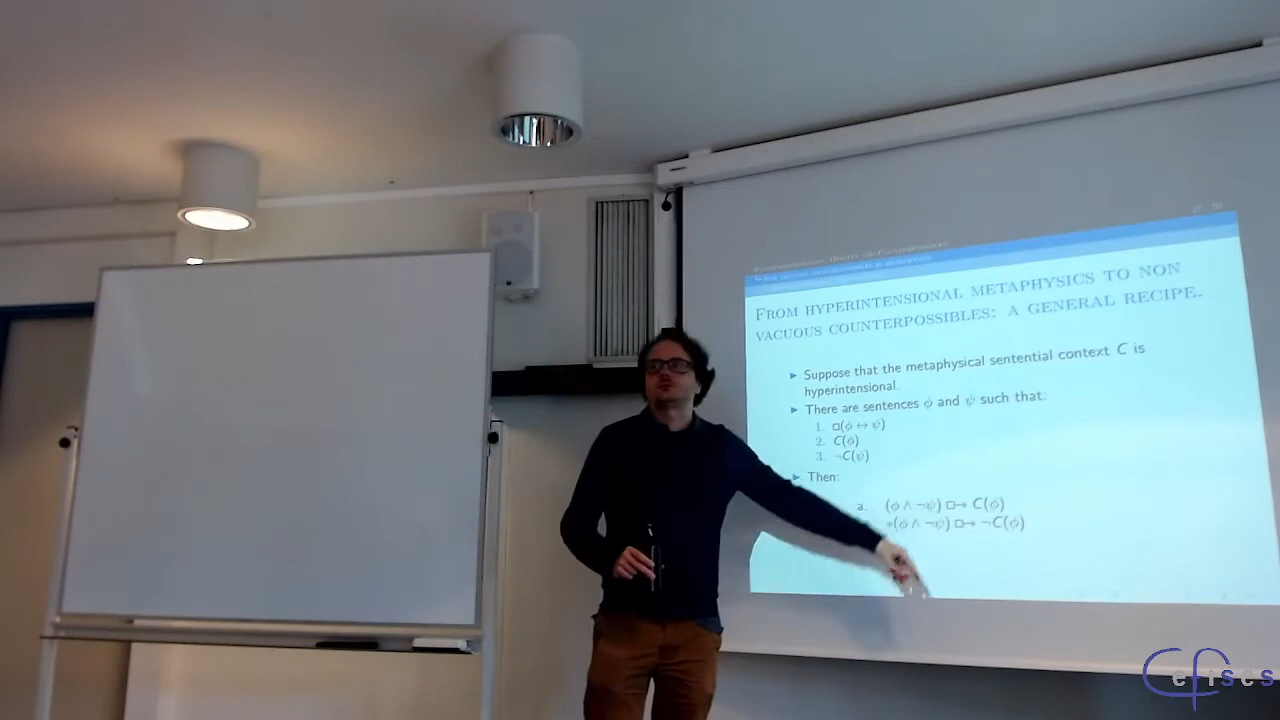 From hyperintensional metaphysics to non
vacuous counterpossibles: a general recipe.
▶ Suppose that the metaphysical sentential context C is
hyperintensional.
▶ There are sentences ϕ and ψ such that:
1. □(ϕ ↔ ψ)
2. C(ϕ)
3. ¬C(ψ)
▶ Then:
a. (ϕ ∧ ¬ψ) □→ C(ϕ)
*(ϕ ∧ ¬ψ) □→ ¬C(ϕ)
Cefises